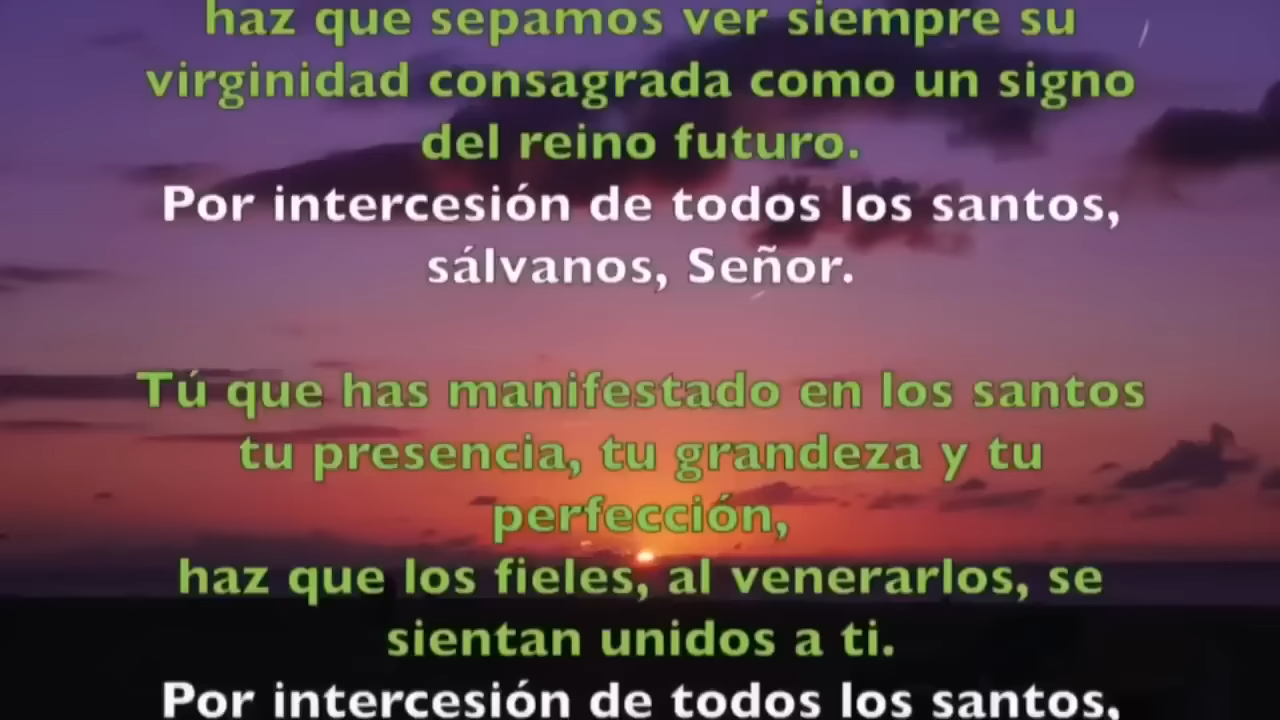 haz que sepamos ver siempre su
virginidad consagrada como un signo
del reino futuro.
Por intercesión de todos los santos,
sálvanos, Señor.
Tú que has manifestado en los santos
tu presencia, tu grandeza y tu
perfección,
haz que los fieles, al venerarlos, se
sientan unidos a ti.
Por intercesión de todos los santos,